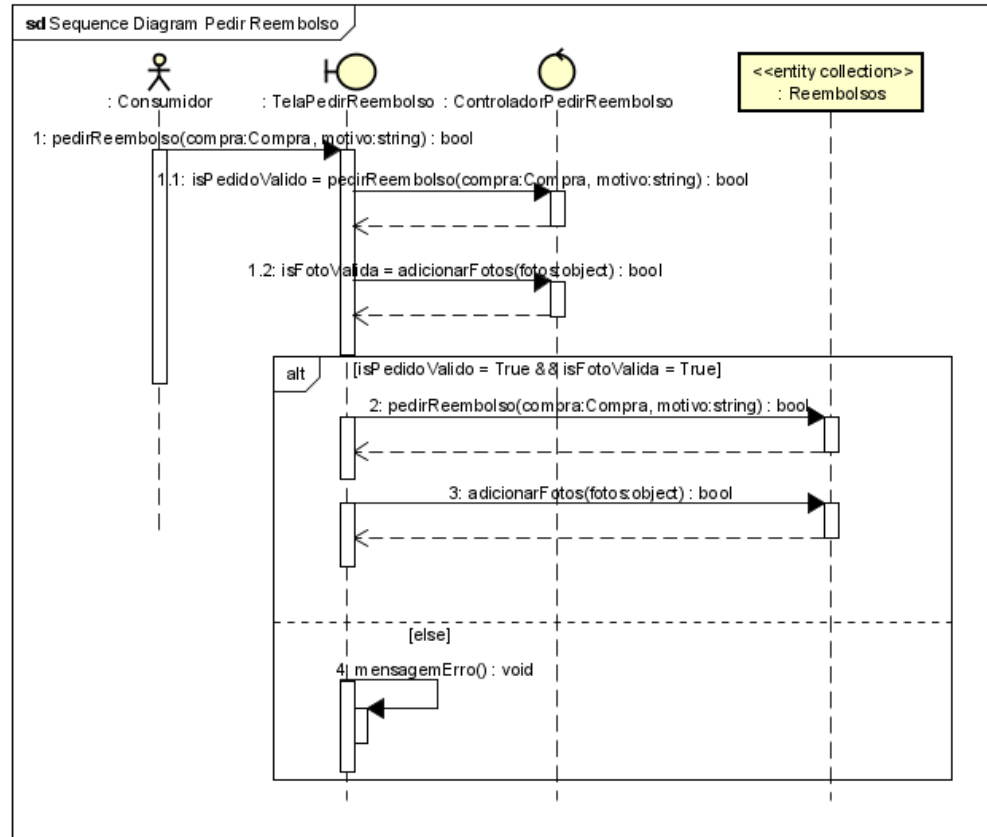 sd Sequence Diagram Pedir Reembolso
: Consumidor
: TelaPedirReembolso
: ControladorPedirReembolso
<<entity collection>>
: Reembolsos
1: pedirReembolso(compra:Compra, motivo:string) : bool
1.1: isPedidoValido = pedirReembolso(compra:Compra, motivo:string) : bool
1.2: isFotoValida = adicionarFotos(fotos:object) : bool
alt
[isPedidoValido = True && isFotoValida = True]
2: pedirReembolso(compra:Compra, motivo:string) : bool
3: adicionarFotos(fotos:object) : bool
[else]
4: mensagemErro() : void